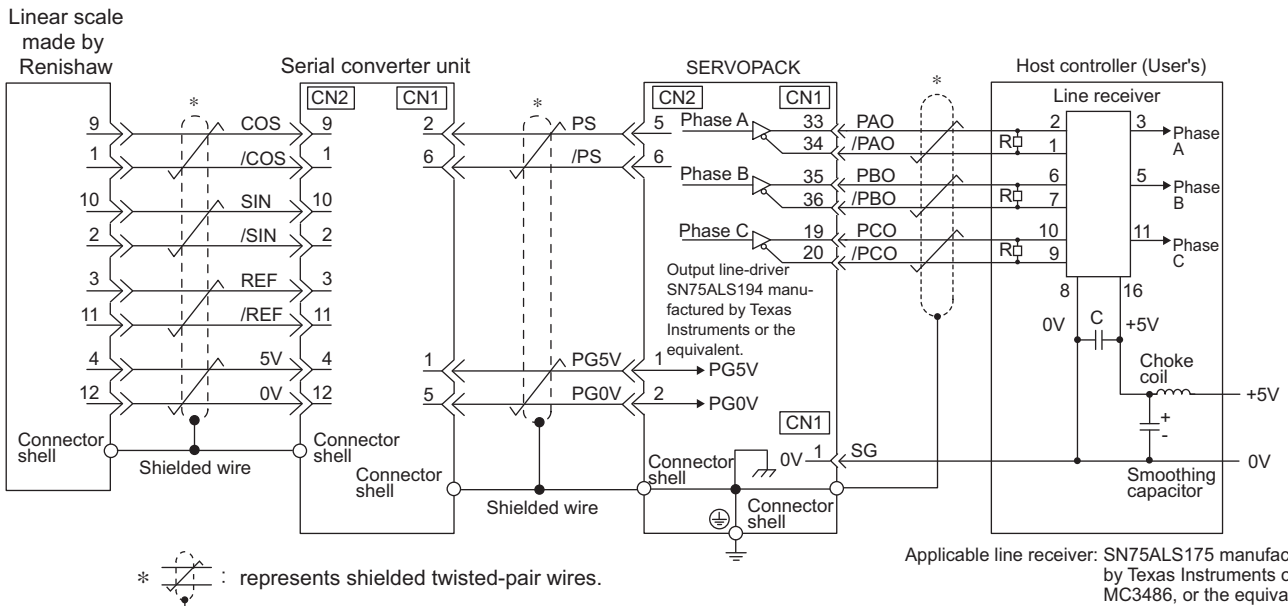 Linear scale
made by
Renishaw
Serial converter unit
SERVOPACK
Host controller (User's)
*
*
*
CN2
CN1
CN2
CN1
Line receiver
9
COS
9
2
PS
5
Phase A
33
PAO
2
3
Phase
A
34
/PAO
R
1
1
/COS
1
6
/PS
6
Phase B
35
PBO
6
5
Phase
B
36
/PBO
R
7
10
SIN
10
Phase C
19
PCO
10
11
Phase
C
20
/PCO
R
9
2
/SIN
2
3
REF
3
Output line-driver
SN75ALS194 manu-
factured by Texas
Instruments or the
equivalent.
8
16
11
/REF
11
0V
C
+5V
4
5V
4
1
PG5V
1
PG5V
Choke
coil
+5V
12
0V
12
5
PG0V
2
PG0V
CN1
+
-
Connector
shell
Shielded wire
Connector
shell
0V
1
SG
0V
Connector
shell
Shielded wire
Connector
shell
Connector
shell
Smoothing
capacitor
* : represents shielded twisted-pair wires.
Applicable line receiver: SN75ALS175 manufac
by Texas Instruments o
MC3486, or the equiva